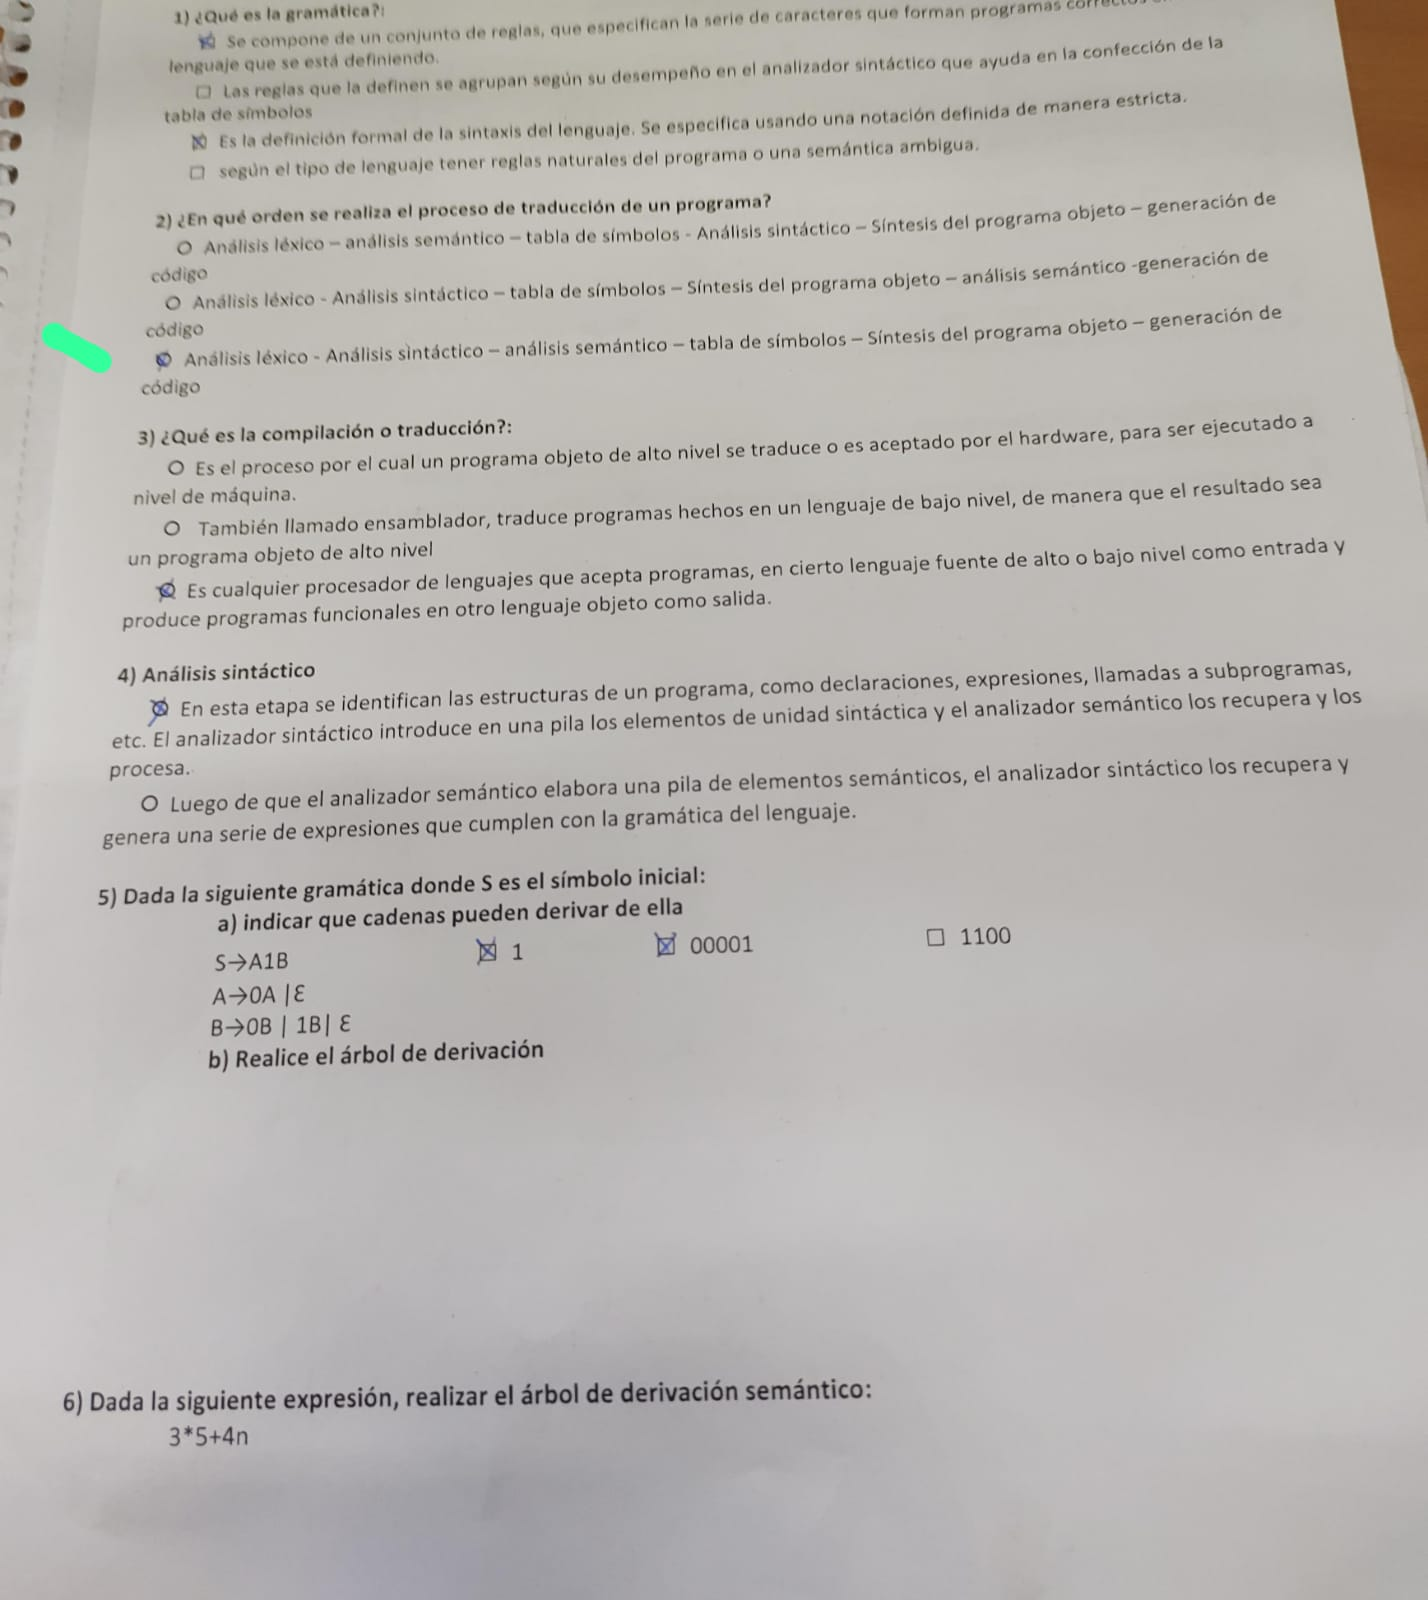 1) ¿Qué es la gramática?:
Se compone de un conjunto de reglas, que especifican la serie de caracteres que forman programas
lenguaje que se está definiendo.
Las reglas que la definen se agrupan según su desempeño en el analizador sintáctico que ayuda en la confección de la
tabla de símbolos
Es la definición formal de la sintaxis del lenguaje. Se especifica usando una notación definida de manera estricta.
según el tipo de lenguaje tener reglas naturales del programa o una semántica ambigua.
2) ¿En qué orden se realiza el proceso de traducción de un programa?
Análisis léxico – análisis semántico – tabla de símbolos - Análisis sintáctico – Síntesis del programa objeto – generación de
código
Análisis léxico - Análisis sintáctico – tabla de símbolos – Síntesis del programa objeto – análisis semántico -generación de
código
Análisis léxico - Análisis sintáctico – análisis semántico – tabla de símbolos – Síntesis del programa objeto – generación de
código
3) ¿Qué es la compilación o traducción?:
Es el proceso por el cual un programa objeto de alto nivel se traduce o es aceptado por el hardware, para ser ejecutado a
nivel de máquina.
También llamado ensamblador, traduce programas hechos en un lenguaje de bajo nivel, de manera que el resultado sea
un programa objeto de alto nivel
Es cualquier procesador de lenguajes que acepta programas, en cierto lenguaje fuente de alto o bajo nivel como entrada y
produce programas funcionales en otro lenguaje objeto como salida.
4) Análisis sintáctico
En esta etapa se identifican las estructuras de un programa, como declaraciones, expresiones, llamadas a subprogramas,
etc. El analizador sintáctico introduce en una pila los elementos de unidad sintáctica y el analizador semántico los recupera y los
procesa.
Luego de que el analizador semántico elabora una pila de elementos semánticos, el analizador sintáctico los recupera y
genera una serie de expresiones que cumplen con la gramática del lenguaje.
5) Dada la siguiente gramática donde S es el símbolo inicial:
a) indicar que cadenas pueden derivar de ella
S→A1B 1 00001 1100
A→0A |ε
B→0B | 1B| ε
b) Realice el árbol de derivación
6) Dada la siguiente expresión, realizar el árbol de derivación semántico:
3*5+4n